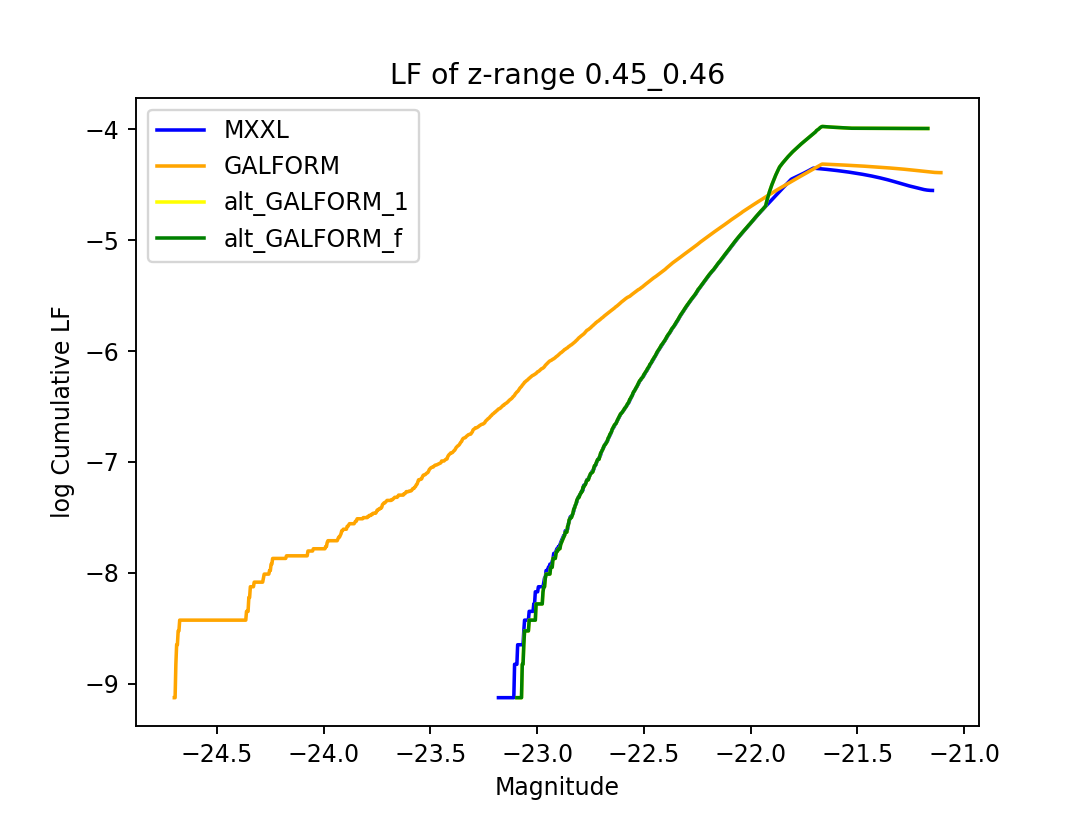 LF of z-range 0.45_0.46
MXXL
GALFORM
alt_GALFORM_1
alt_GALFORM_f
log Cumulative LF
−4
−5
−6
−7
−8
−9
−24.5 −24.0 −23.5 −23.0 −22.5 −22.0 −21.5 −21.0
Magnitude